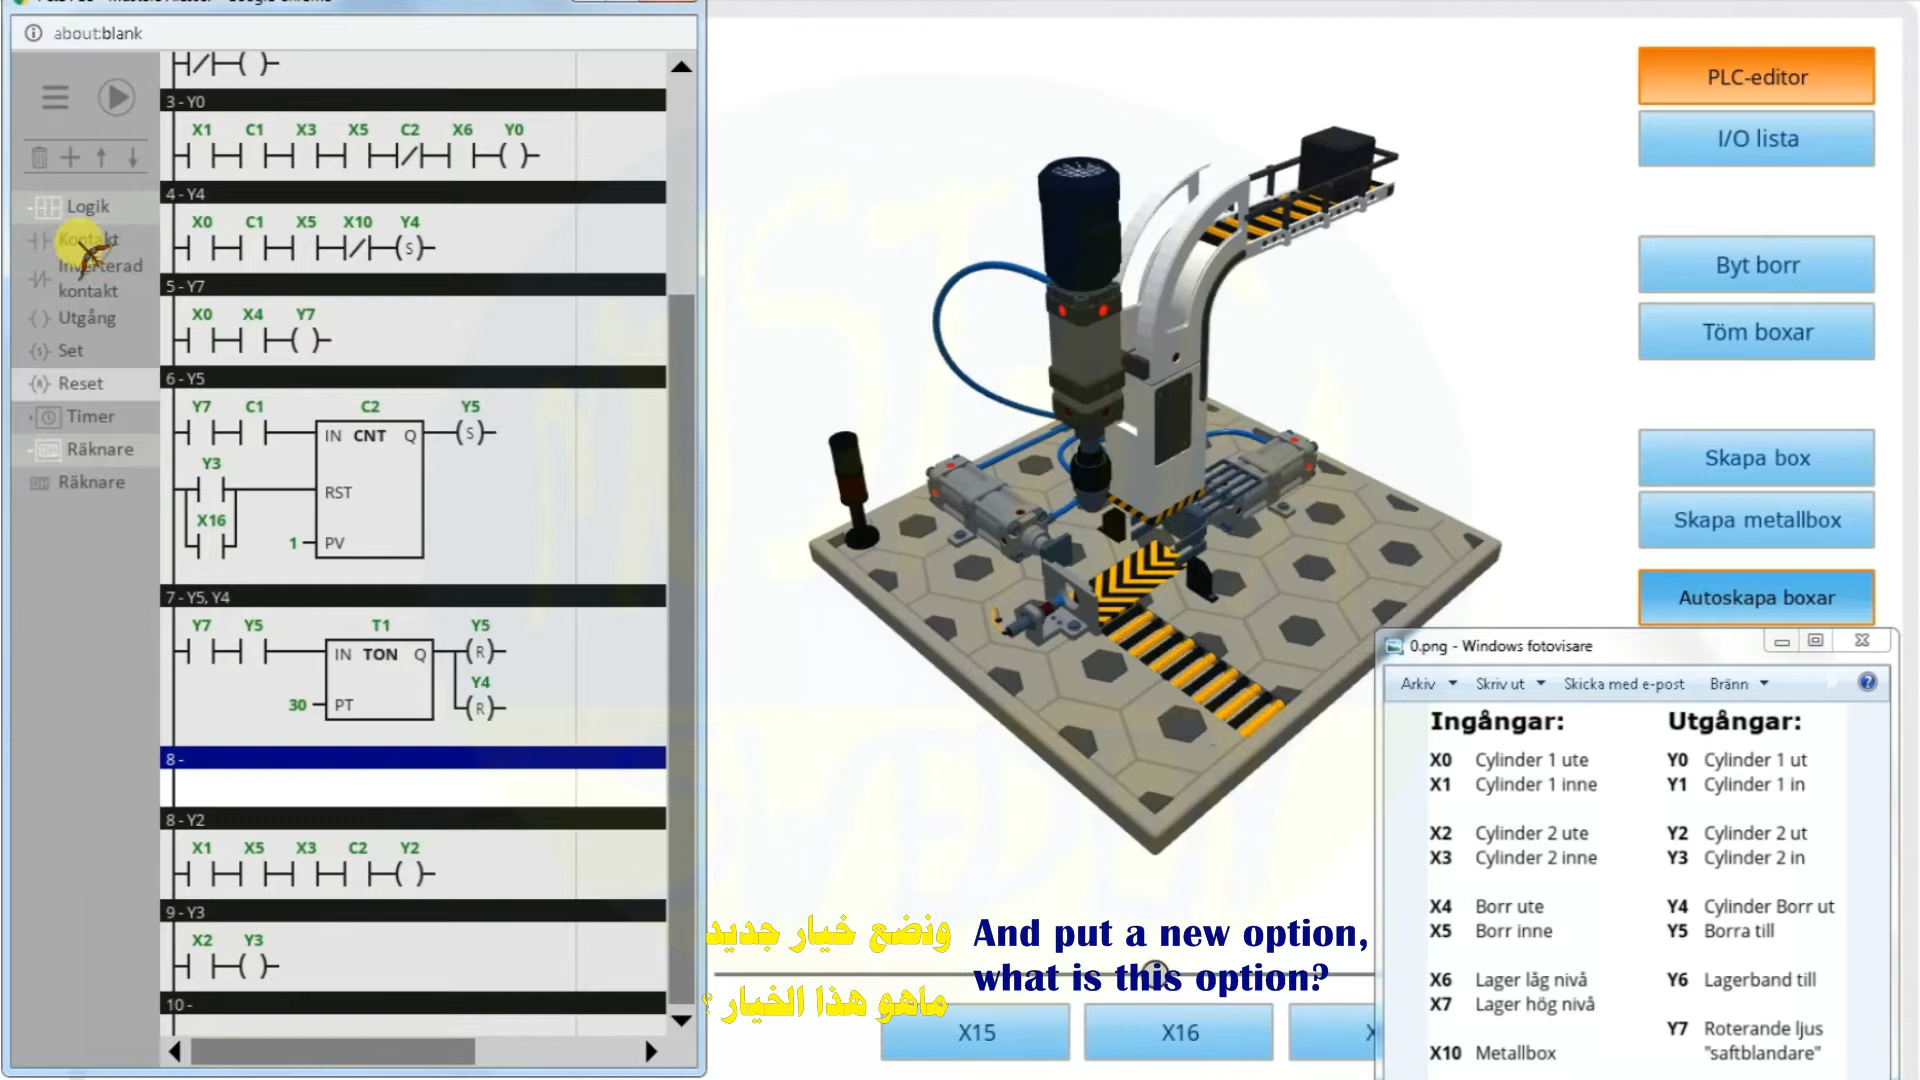 about:blank
3 - Y0
X1 C1 X3 X5 C2 X6 Y0
4 - Y4
X0 C1 X5 X10 Y4
S
5 - Y7
X0 X4 Y7
6 - Y5
Y7 C1 C2 Y5
IN CNT Q
S
Y3
RST
X16
1
PV
7 - Y5, Y4
Y7 Y5 T1 Y5
IN TON Q
R
Y4
30
PT
R
8 -
8 - Y2
X1 X5 X3 C2 Y2
9 - Y3
X2 Y3
10 -
Logik
Kontakt
Inverterad
kontakt
Utgång
Set
Reset
Timer
Räknare
Räknare
PLC-editor
I/O lista
Byt borr
Töm boxar
Skapa box
Skapa metallbox
Autoskapa boxar
0.png - Windows fotovisare
Arkiv Skriv ut Skicka med e-post Bränn
Ingångar:
X0 Cylinder 1 ute
X1 Cylinder 1 inne
X2 Cylinder 2 ute
X3 Cylinder 2 inne
X4 Borr ute
X5 Borr inne
X6 Lager låg nivå
X7 Lager hög nivå
X10 Metallbox
Utgångar:
Y0 Cylinder 1 ut
Y1 Cylinder 1 in
Y2 Cylinder 2 ut
Y3 Cylinder 2 in
Y4 Cylinder Borr ut
Y5 Borra till
Y6 Lagerband till
Y7 Roterande ljus
"saftblandare"
ونضع خيار جديد
ماهو هذا الخيار ؟
And put a new option,
what is this option?
X15
X16